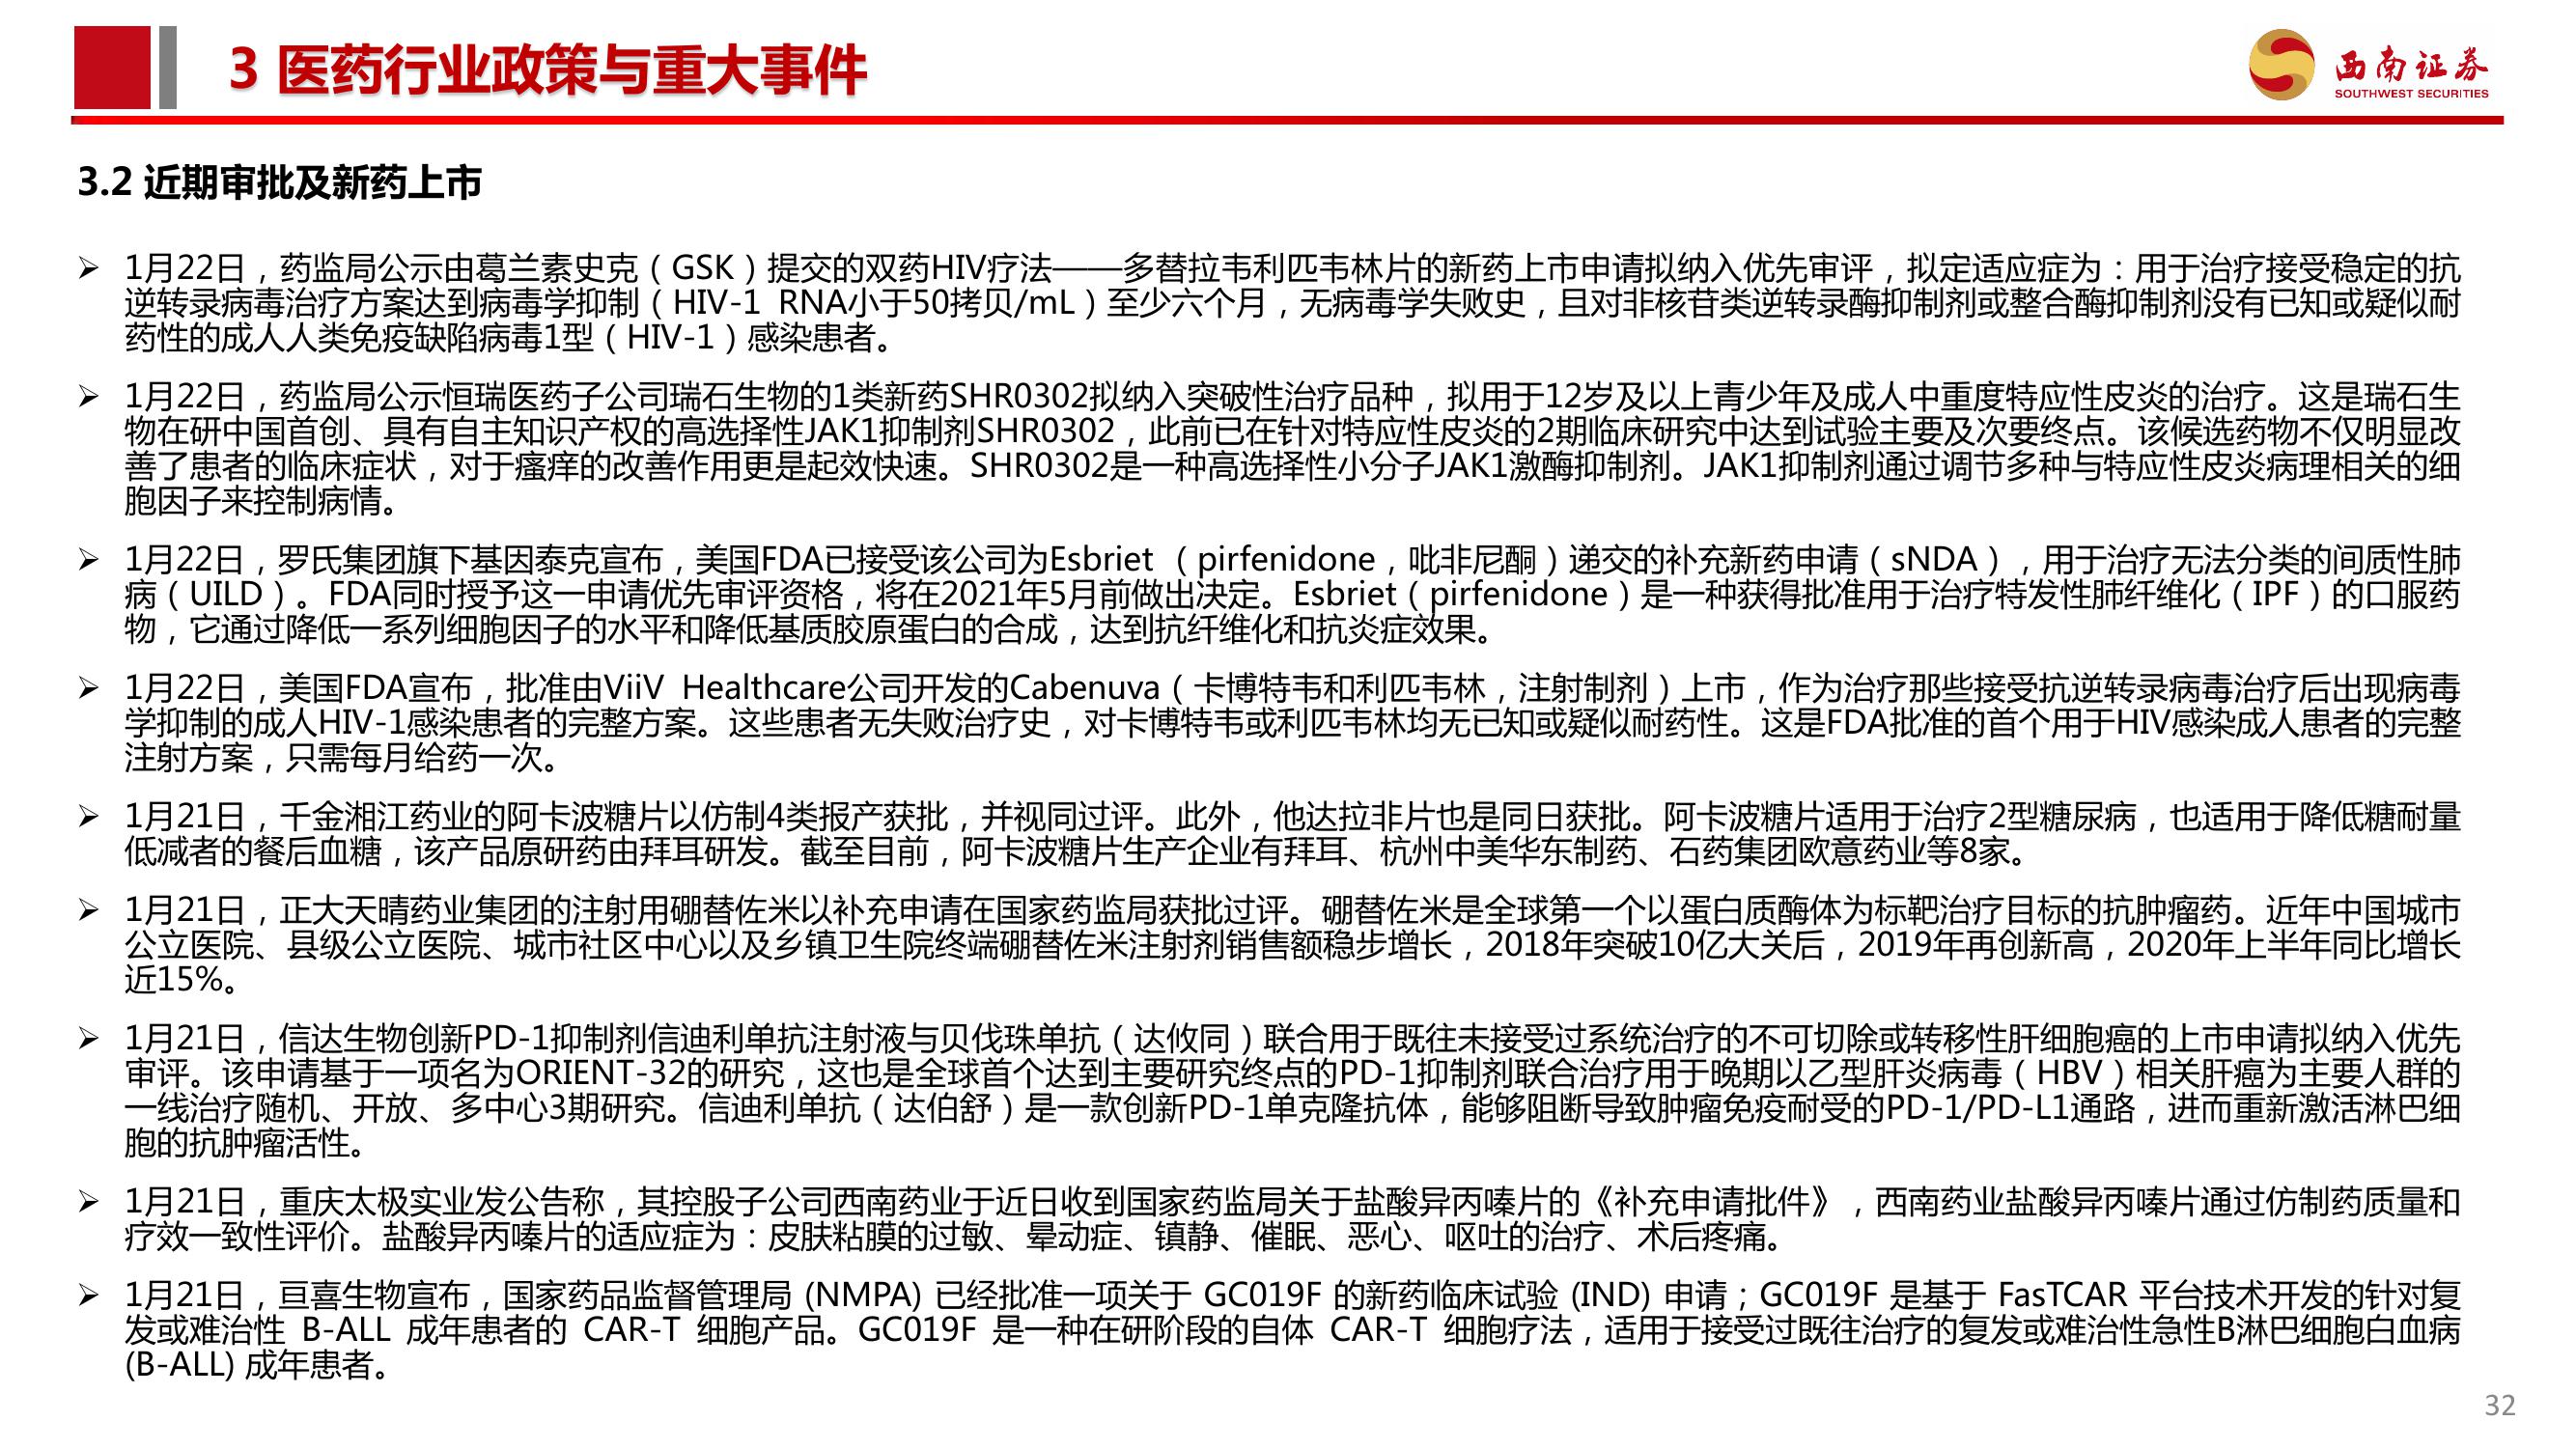 3 医药行业政策与重大事件
西南证券
SOUTHWEST SECURITIES
3.2 近期审批及新药上市
➢ 1月22日，药监局公示由葛兰素史克（GSK）提交的双药HIV疗法——多替拉韦利匹韦林片的新药上市申请拟纳入优先审评，拟定适应症为：用于治疗接受稳定的抗
逆转录病毒治疗方案达到病毒学抑制（HIV-1 RNA小于50拷贝/mL）至少六个月，无病毒学失败史，且对非核苷类逆转录酶抑制剂或整合酶抑制剂没有已知或疑似耐
药性的成人人类免疫缺陷病毒1型（HIV-1）感染患者。
➢ 1月22日，药监局公示恒瑞医药子公司瑞石生物的1类新药SHR0302拟纳入突破性治疗品种，拟用于12岁及以上青少年及成人中重度特应性皮炎的治疗。这是瑞石生
物在研中国首创、具有自主知识产权的高选择性JAK1抑制剂SHR0302，此前已在针对特应性皮炎的2期临床研究中达到试验主要及次要终点。该候选药物不仅明显改
善了患者的临床症状，对于瘙痒的改善作用更是起效快速。SHR0302是一种高选择性小分子JAK1激酶抑制剂。JAK1抑制剂通过调节多种与特应性皮炎病理相关的细
胞因子来控制病情。
➢ 1月22日，罗氏集团旗下基因泰克宣布，美国FDA已接受该公司为Esbriet （pirfenidone，吡非尼酮）递交的补充新药申请（sNDA），用于治疗无法分类的间质性肺
病（UILD）。FDA同时授予这一申请优先审评资格，将在2021年5月前做出决定。Esbriet（pirfenidone）是一种获得批准用于治疗特发性肺纤维化（IPF）的口服药
物，它通过降低一系列细胞因子的水平和降低基质胶原蛋白的合成，达到抗纤维化和抗炎症效果。
➢ 1月22日，美国FDA宣布，批准由ViiV Healthcare公司开发的Cabenuva（卡博特韦和利匹韦林，注射制剂）上市，作为治疗那些接受抗逆转录病毒治疗后出现病毒
学抑制的成人HIV-1感染患者的完整方案。这些患者无失败治疗史，对卡博特韦或利匹韦林均无已知或疑似耐药性。这是FDA批准的首个用于HIV感染成人患者的完整
注射方案，只需每月给药一次。
➢ 1月21日，千金湘江药业的阿卡波糖片以仿制4类报产获批，并视同过评。此外，他达拉非片也是同日获批。阿卡波糖片适用于治疗2型糖尿病，也适用于降低糖耐量
低减者的餐后血糖，该产品原研药由拜耳研发。截至目前，阿卡波糖片生产企业有拜耳、杭州中美华东制药、石药集团欧意药业等8家。
➢ 1月21日，正大天晴药业集团的注射用硼替佐米以补充申请在国家药监局获批过评。硼替佐米是全球第一个以蛋白质酶体为标靶治疗目标的抗肿瘤药。近年中国城市
公立医院、县级公立医院、城市社区中心以及乡镇卫生院终端硼替佐米注射剂销售额稳步增长，2018年突破10亿大关后，2019年再创新高，2020年上半年同比增长
近15%。
➢ 1月21日，信达生物创新PD-1抑制剂信迪利单抗注射液与贝伐珠单抗（达攸同）联合用于既往未接受过系统治疗的不可切除或转移性肝细胞癌的上市申请拟纳入优先
审评。该申请基于一项名为ORIENT-32的研究，这也是全球首个达到主要研究终点的PD-1抑制剂联合治疗用于晚期以乙型肝炎病毒（HBV）相关肝癌为主要人群的
一线治疗随机、开放、多中心3期研究。信迪利单抗（达伯舒）是一款创新PD-1单克隆抗体，能够阻断导致肿瘤免疫耐受的PD-1/PD-L1通路，进而重新激活淋巴细
胞的抗肿瘤活性。
➢ 1月21日，重庆太极实业发公告称，其控股子公司西南药业于近日收到国家药监局关于盐酸异丙嗪片的《补充申请批件》，西南药业盐酸异丙嗪片通过仿制药质量和
疗效一致性评价。盐酸异丙嗪片的适应症为：皮肤粘膜的过敏、晕动症、镇静、催眠、恶心、呕吐的治疗、术后疼痛。
➢ 1月21日，亘喜生物宣布，国家药品监督管理局 (NMPA) 已经批准一项关于 GC019F 的新药临床试验 (IND) 申请；GC019F 是基于 FasTCAR 平台技术开发的针对复
发或难治性 B-ALL 成年患者的 CAR-T 细胞产品。GC019F 是一种在研阶段的自体 CAR-T 细胞疗法，适用于接受过既往治疗的复发或难治性急性B淋巴细胞白血病
(B-ALL) 成年患者。
32